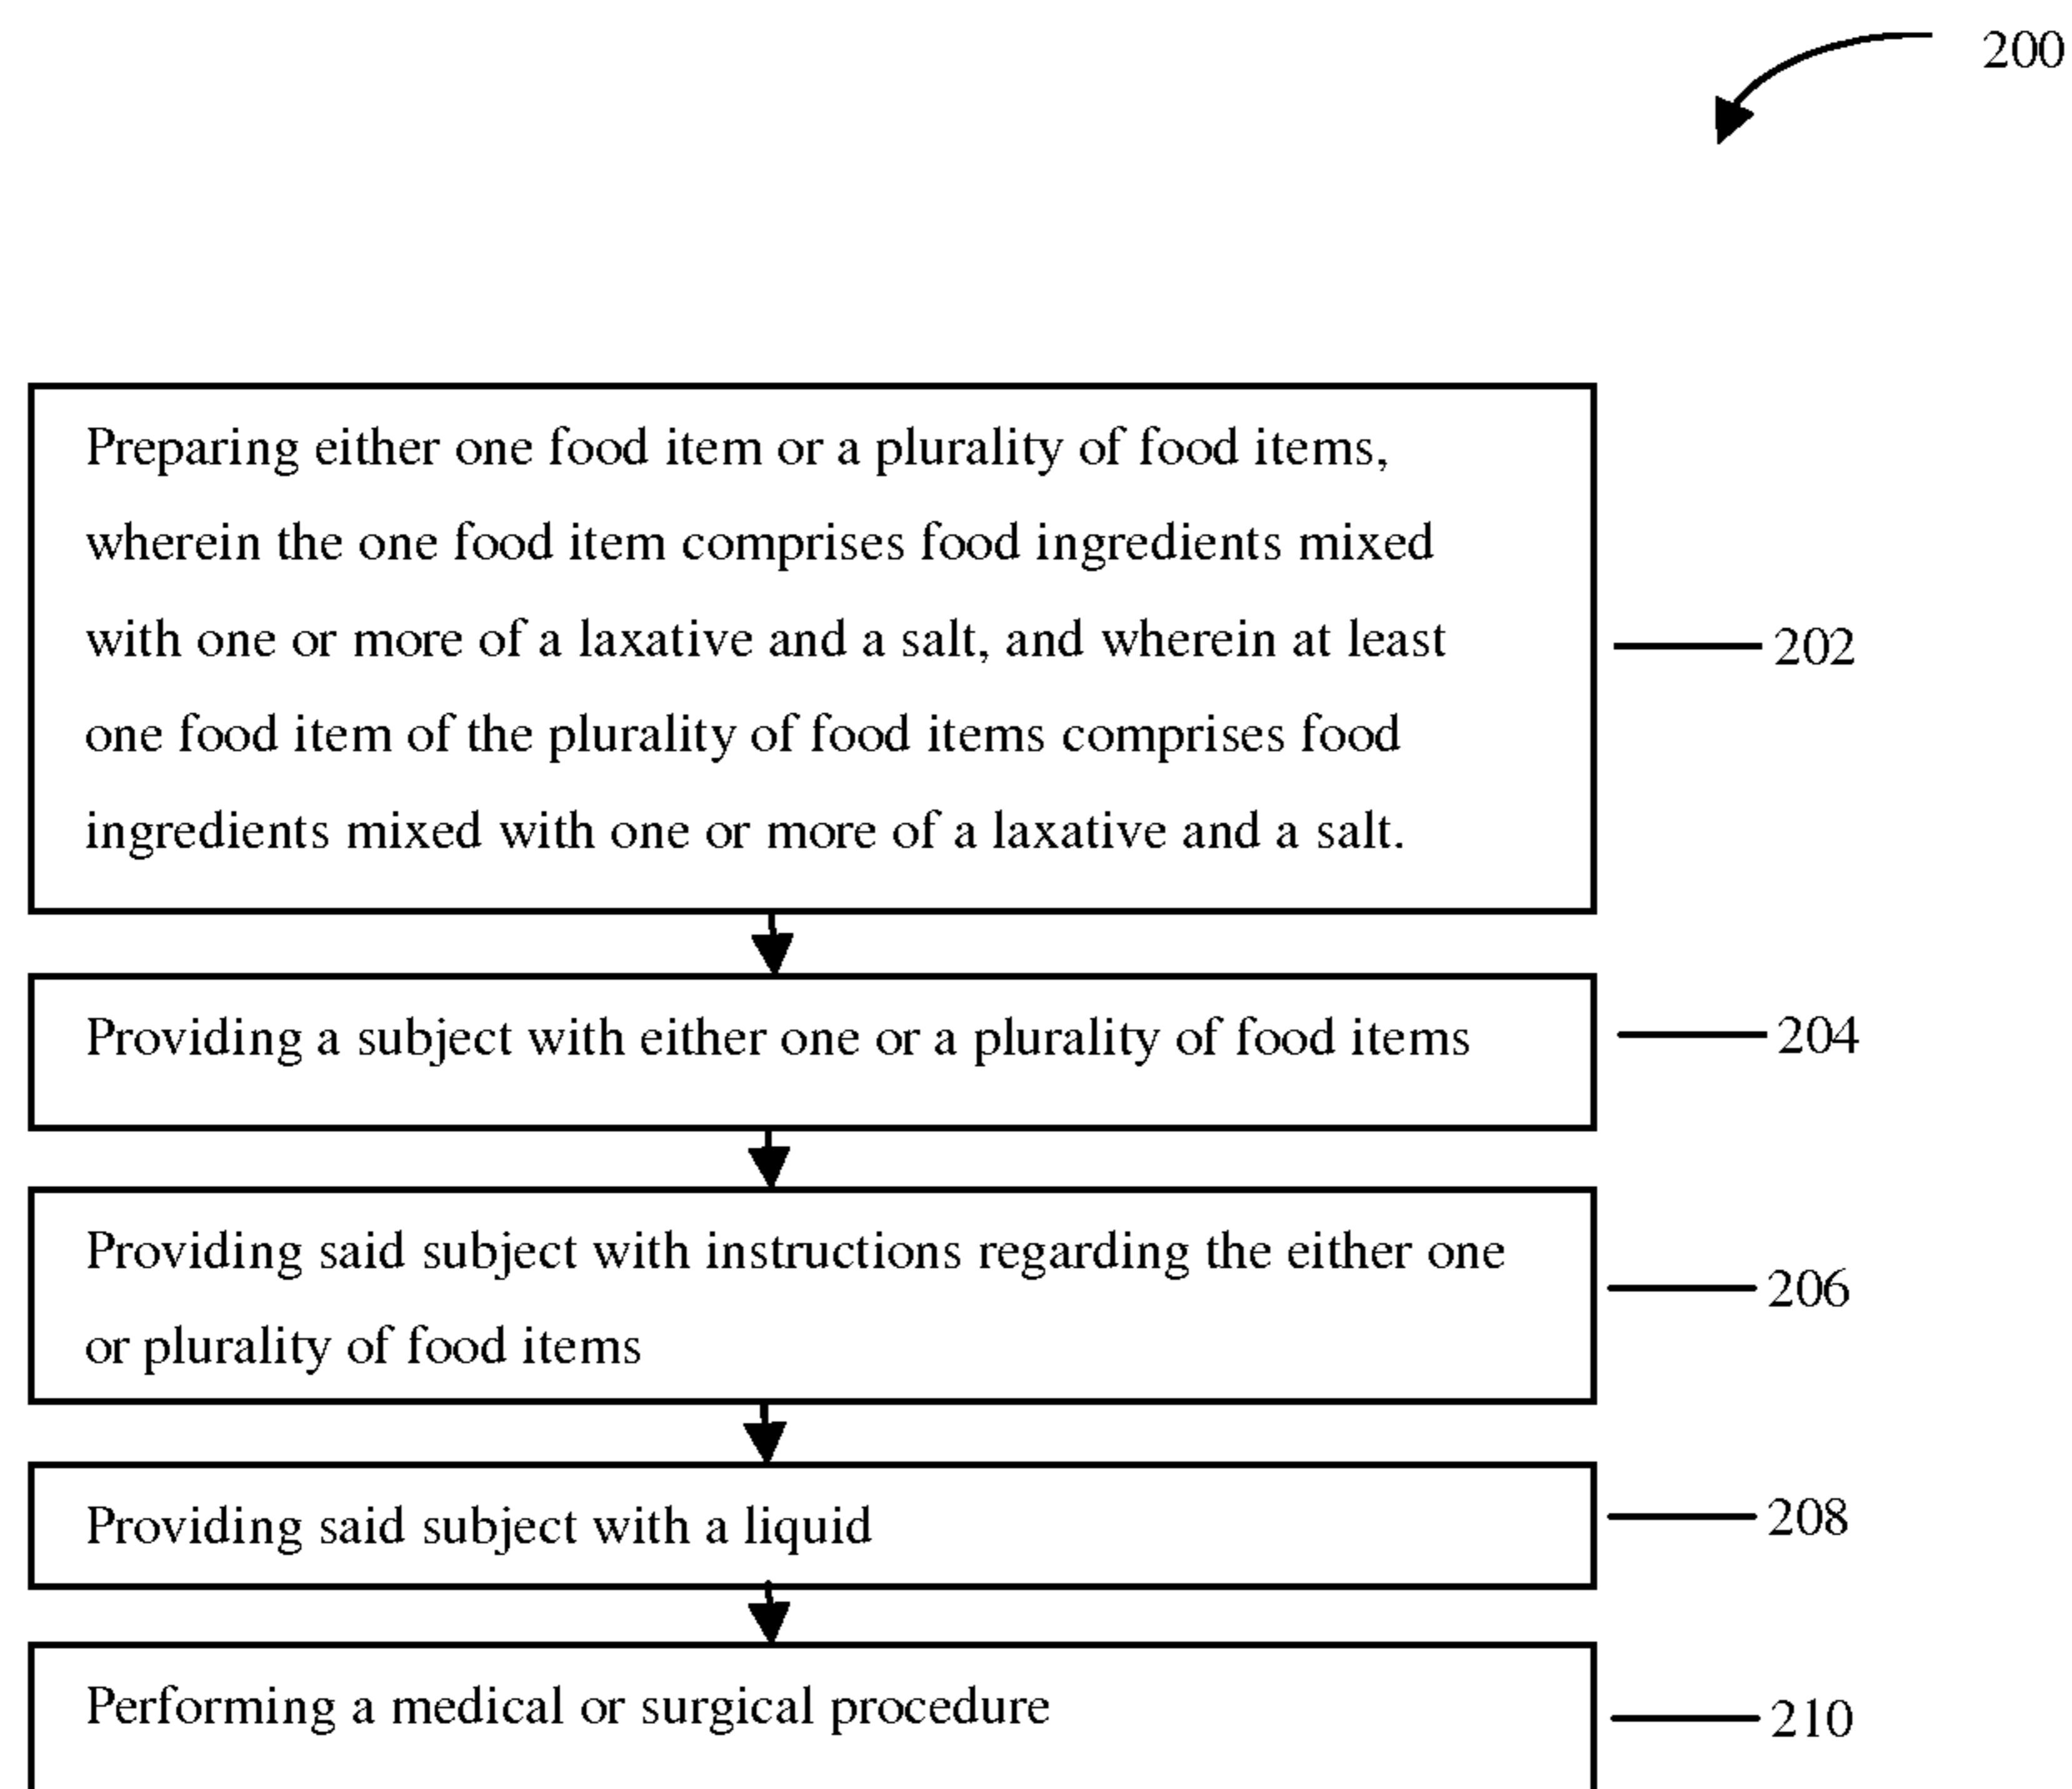 200
Preparing either one food item or a plurality of food items,
wherein the one food item comprises food ingredients mixed
with one or more of a laxative and a salt, and wherein at least
one food item of the plurality of food items comprises food
ingredients mixed with one or more of a laxative and a salt.
202
Providing a subject with either one or a plurality of food items
204
Providing said subject with instructions regarding the either one
or plurality of food items
206
Providing said subject with a liquid
208
Performing a medical or surgical procedure
210